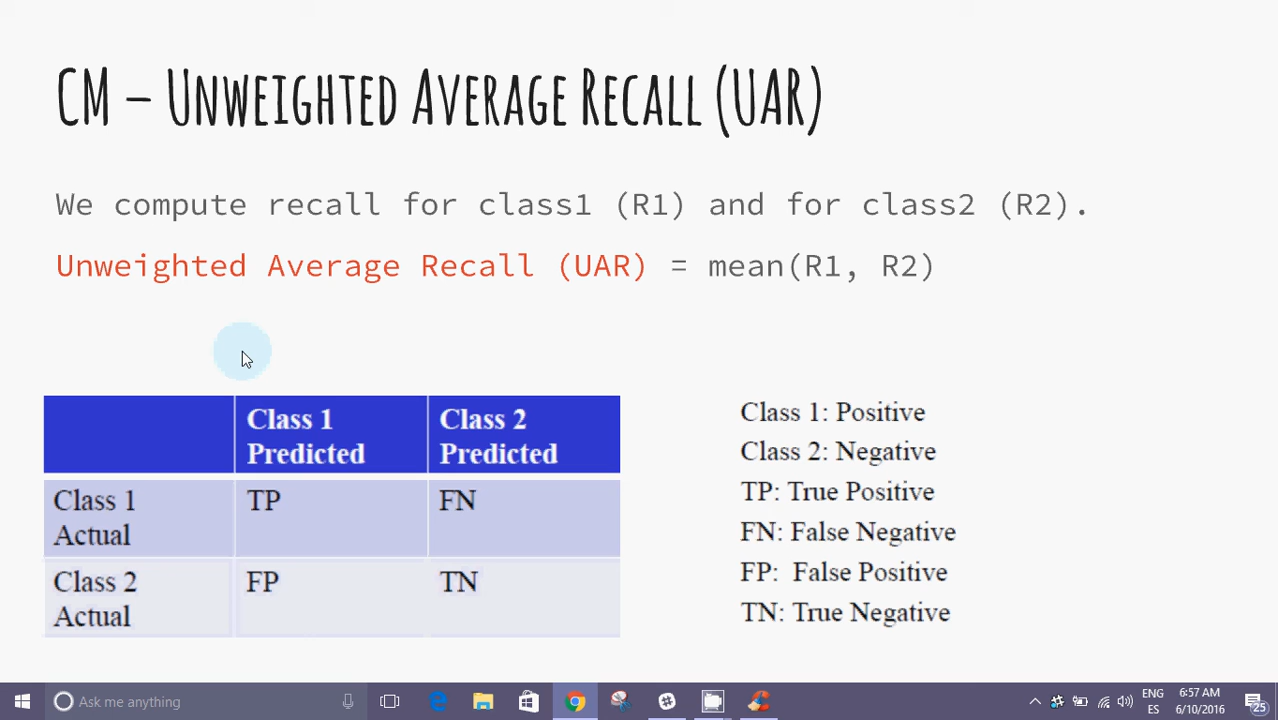 CM – Unweighted Average Recall (UAR)
We compute recall for class1 (R1) and for class2 (R2).
Unweighted Average Recall (UAR) = mean(R1, R2)
Class 1 Predicted
Class 2 Predicted
Class 1 Actual
TP
FN
Class 2 Actual
FP
TN
Class 1: Positive
Class 2: Negative
TP: True Positive
FN: False Negative
FP: False Positive
TN: True Negative
Ask me anything
ENG
ES
6:57 AM
6/10/2016
25